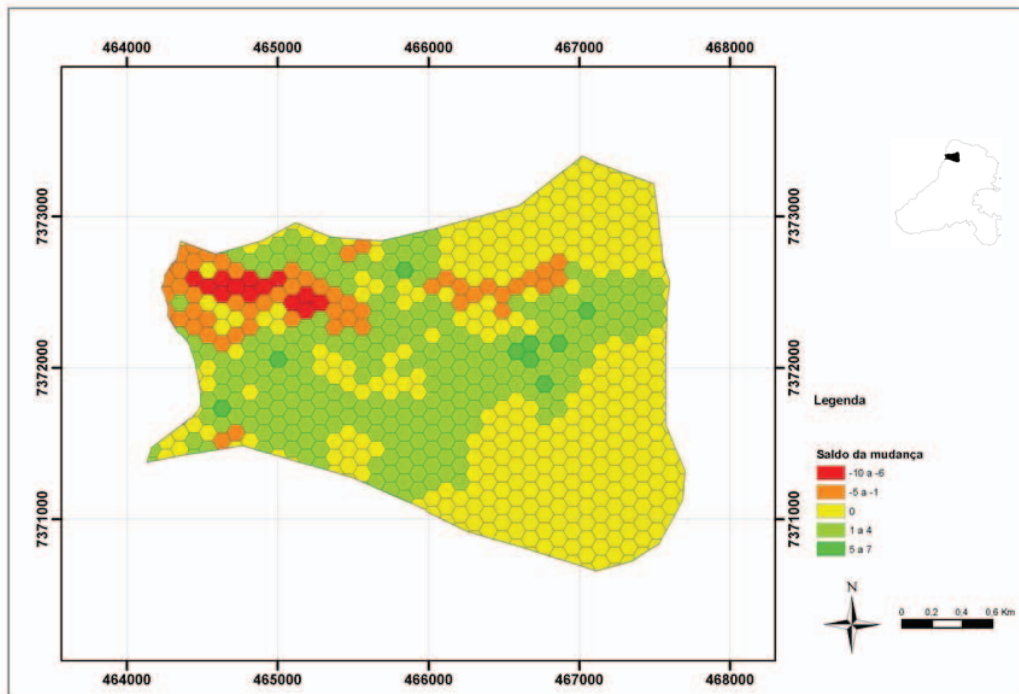 464000 465000 466000 467000 468000
7373000 7373000
7372000 7372000
7371000 7371000
464000 465000 466000 467000 468000
Legenda
Saldo da mudança
-10 a -6
-5 a -1
0
1 a 4
5 a 7
N
0 0.2 0.4 0.6 Km